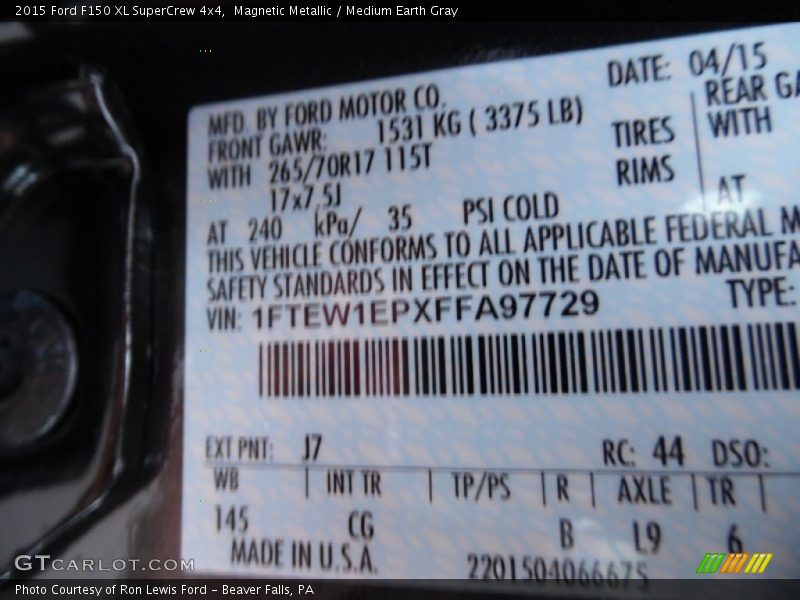 2015 Ford F150 XL SuperCrew 4x4,  Magnetic Metallic / Medium Earth Gray
MFD. BY FORD MOTOR CO. DATE: 04/15
FRONT GAWR: 1531 KG ( 3375 LB) REAR GA
WITH 265/70R17 115T TIRES WITH
17x7.5J RIMS
AT 240 kPa/ 35 PSI COLD AT
THIS VEHICLE CONFORMS TO ALL APPLICABLE FEDERAL M
SAFETY STANDARDS IN EFFECT ON THE DATE OF MANUFA
VIN: 1FTEW1EPXFFA97729 TYPE:
EXT PNT: J7 RC: 44 DSO:
WB | INT TR | TP/PS | R | AXLE | TR |
145 CG B L9 6
MADE IN U.S.A. 2201504066675
GTCARLOT.COM
Photo Courtesy of Ron Lewis Ford – Beaver Falls, PA